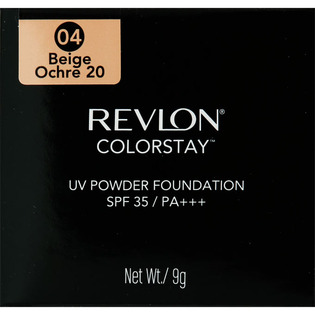 04
Beige
Ochre 20
REVLON®
COLORSTAY™
UV POWDER FOUNDATION
SPF 35 / PA+++
Net Wt./ 9g